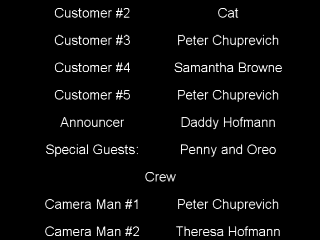 Customer #2 Cat
Customer #3 Peter Chuprevich
Customer #4 Samantha Browne
Customer #5 Peter Chuprevich
Announcer Daddy Hofmann
Special Guests: Penny and Oreo
Crew
Camera Man #1 Peter Chuprevich
Camera Man #2 Theresa Hofmann